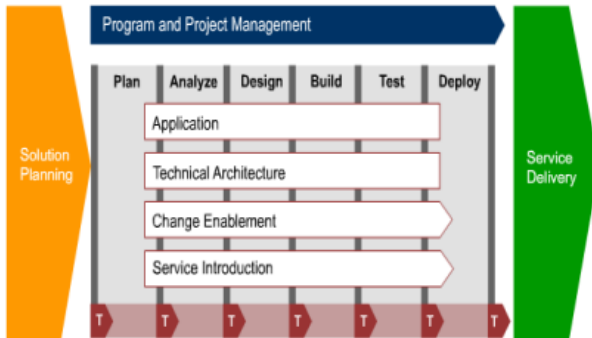 Program and Project Management
Plan Analyze Design Build Test Deploy
Application
Solution
Planning
Technical Architecture
Service
Delivery
Change Enablement
Service Introduction
T T T T T T T